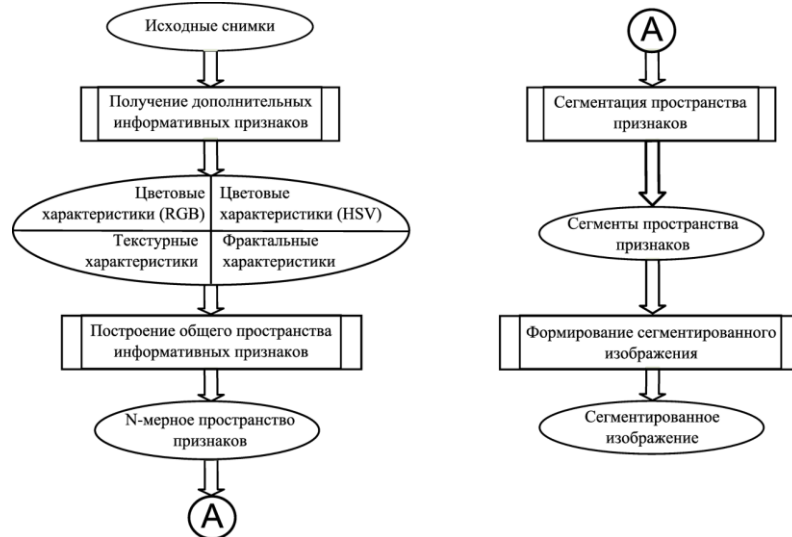 Исходные снимки
Получение дополнительных
информативных признаков
Цветовые
характеристики (RGB)
Цветовые
характеристики (HSV)
Текстурные
характеристики
Фрактальные
характеристики
Построение общего пространства
информативных признаков
N-мерное пространство
признаков
А
А
Сегментация пространства
признаков
Сегменты пространства
признаков
Формирование сегментированного
изображения
Сегментированное
изображение